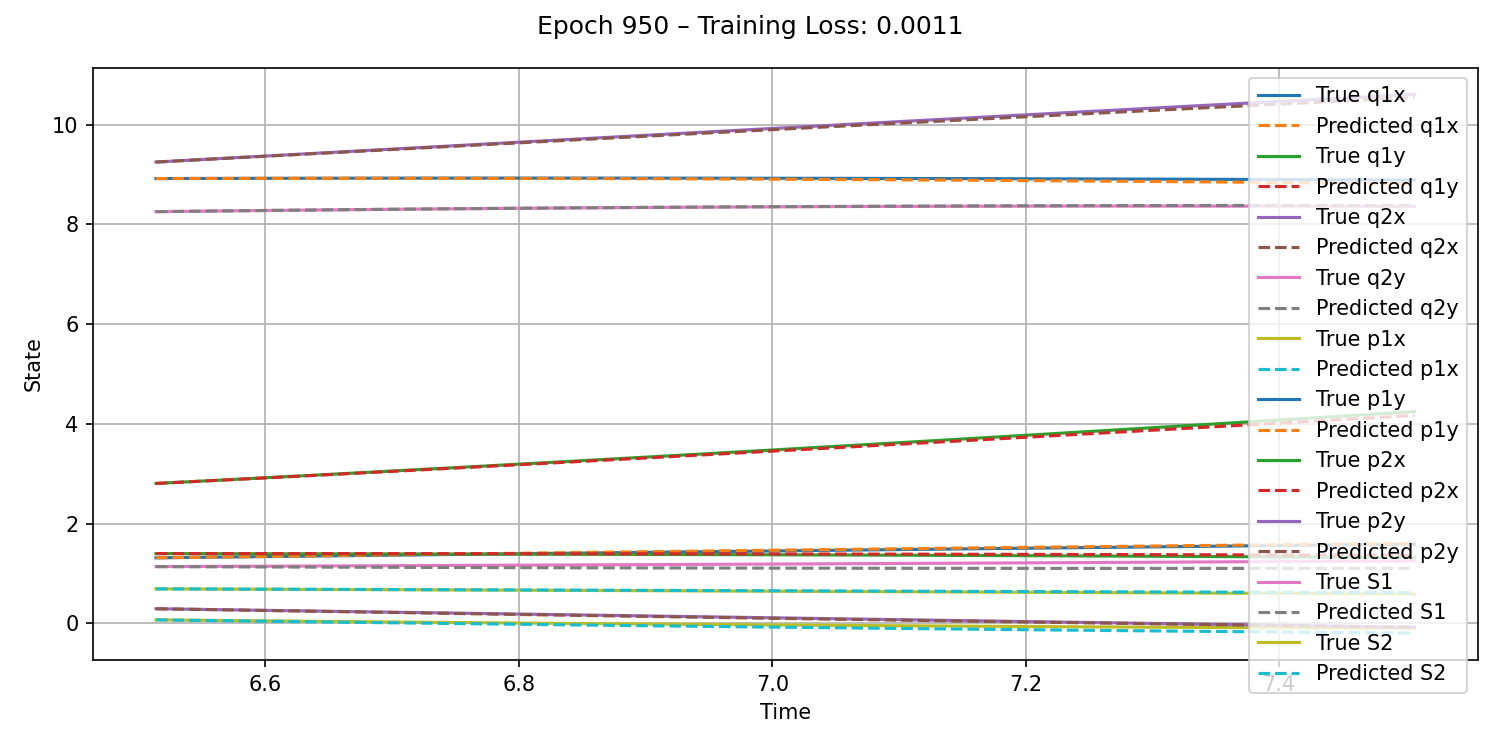 Epoch 950 – Training Loss: 0.0011
State
10
8
6
4
2
0
6.6
6.8
7.0
7.2
7.4
Time
True q1x
Predicted q1x
True q1y
Predicted q1y
True q2x
Predicted q2x
True q2y
Predicted q2y
True p1x
Predicted p1x
True p1y
Predicted p1y
True p2x
Predicted p2x
True p2y
Predicted p2y
True S1
Predicted S1
True S2
Predicted S2